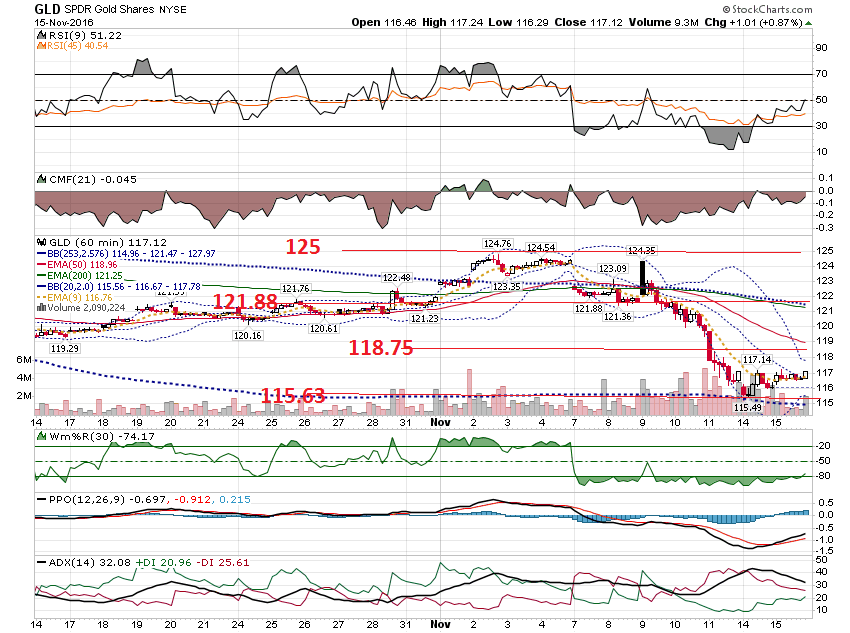 GLD SPDR Gold Shares NYSE © StockCharts.com
15-Nov-2016 Open 116.46 High 117.24 Low 116.29 Close 117.12 Volume 9.3M Chg +1.01 (+0.87%)
RSI(9) 51.22
RSI(45) 40.54
90
70
50
30
10
CMF(21) -0.045
0.1
0.0
-0.1
-0.2
-0.3
GLD (60 min) 117.12
BB(253,2.576) 114.96 - 121.47 - 127.97
EMA(50) 118.96
EMA(200) 121.25
BB(20,2.0) 115.56 - 116.67 - 117.78
EMA(9) 116.76
Volume 2,090,224
125
121.88
118.75
115.63
124.76
124.54
124.35
123.35
123.09
122.48
121.76
121.88
121.36
121.23
120.61
120.16
119.29
117.14
115.49
125
124
123
122
121
120
119
118
117
116
115
6M
4M
2M
14 17 18 19 20 21 24 25 26 27 28 31 Nov 2 3 4 7 8 9 10 11 14 15
Wm%R(30) -74.17
-20
-50
-80
PPO(12,26,9) -0.697, -0.912, 0.215
0.5
0.0
-0.5
-1.0
-1.5
ADX(14) 32.08 +DI 20.96 -DI 25.61
50
40
30
20
10
14 17 18 19 20 21 24 25 26 27 28 31 Nov 2 3 4 7 8 9 10 11 14 15